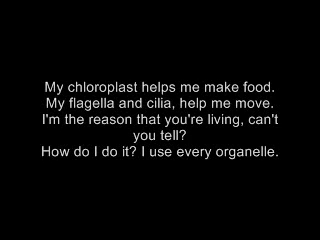 My chloroplast helps me make food.
My flagella and cilia, help me move.
I'm the reason that you're living, can't
you tell?
How do I do it? I use every organelle.